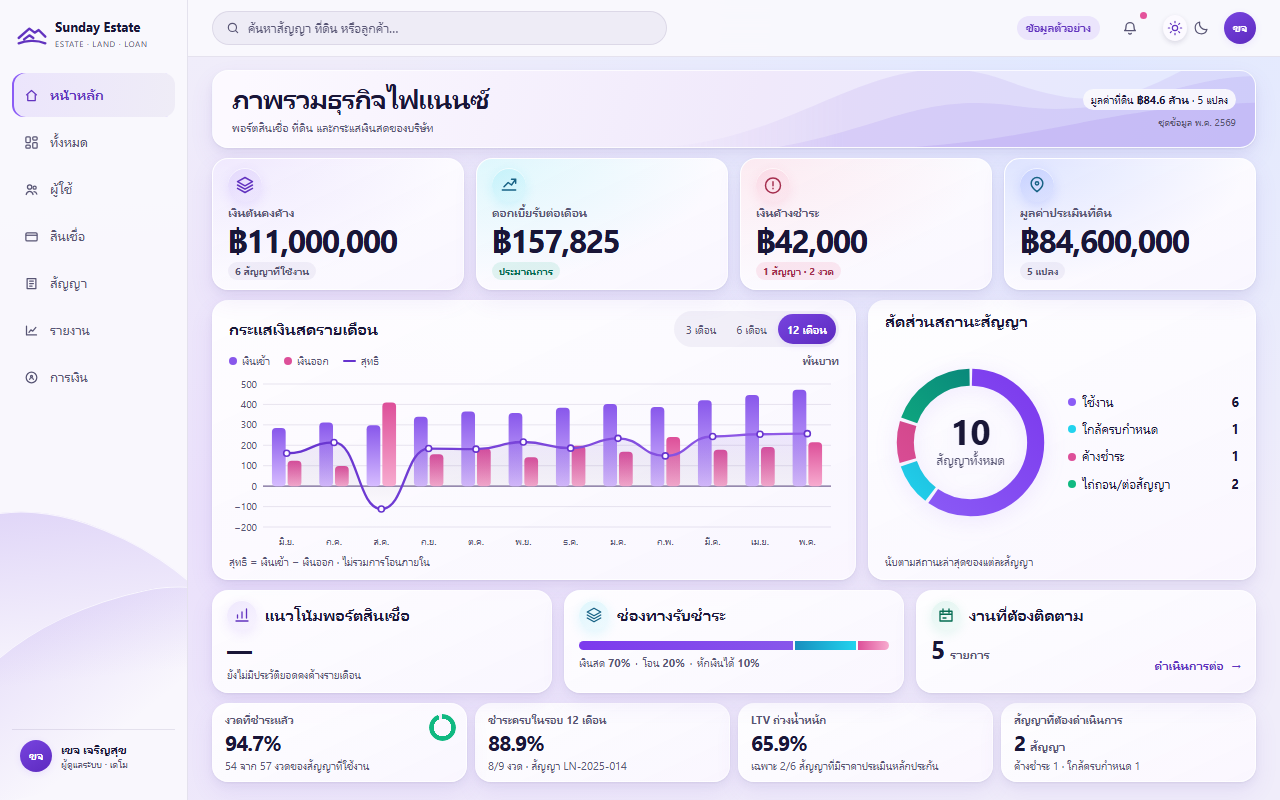 Sunday Estate
ESTATE · LAND · LOAN
หน้าหลัก
ทั้งหมด
ผู้ใช้
สินเชื่อ
สัญญา
รายงาน
การเงิน
เขจ เจริญสุข
ผู้ดูแลระบบ · เดโม
ขจ
ค้นหาสัญญา ที่ดิน หรือลูกค้า...
ข้อมูลตัวอย่าง
ขจ
ภาพรวมธุรกิจไฟแนนซ์
พอร์ตสินเชื่อ ที่ดิน และกระแสเงินสดของบริษัท
มูลค่าที่ดิน ฿84.6 ล้าน · 5 แปลง
ชุดข้อมูล พ.ค. 2569
เงินต้นคงค้าง
฿11,000,000
6 สัญญาที่ใช้งาน
ดอกเบี้ยรับต่อเดือน
฿157,825
ประมาณการ
เงินค้างชำระ
฿42,000
1 สัญญา · 2 งวด
มูลค่าประเมินที่ดิน
฿84,600,000
5 แปลง
กระแสเงินสดรายเดือน
3 เดือน 6 เดือน 12 เดือน
เงินเข้า เงินออก สุทธิ
พันบาท
500
400
300
200
100
0
−100
−200
มิ.ย. ก.ค. ส.ค. ก.ย. ต.ค. พ.ย. ธ.ค. ม.ค. ก.พ. มี.ค. เม.ย. พ.ค.
สุทธิ = เงินเข้า − เงินออก · ไม่รวมการโอนภายใน
สัดส่วนสถานะสัญญา
10
สัญญาทั้งหมด
ใช้งาน 6
ใกล้ครบกำหนด 1
ค้างชำระ 1
ไถ่ถอน/ต่อสัญญา 2
นับตามสถานะล่าสุดของแต่ละสัญญา
แนวโน้มพอร์ตสินเชื่อ
—
ยังไม่มีประวัติยอดคงค้างรายเดือน
ช่องทางรับชำระ
เงินสด 70% · โอน 20% · หักเงินได้ 10%
งานที่ต้องติดตาม
5 รายการ
ดำเนินการต่อ →
งวดที่ชำระแล้ว
94.7%
54 จาก 57 งวดของสัญญาที่ใช้งาน
ชำระครบในรอบ 12 เดือน
88.9%
8/9 งวด · สัญญา LN-2025-014
LTV ถ่วงน้ำหนัก
65.9%
เฉพาะ 2/6 สัญญาที่มีราคาประเมินหลักประกัน
สัญญาที่ต้องดำเนินการ
2 สัญญา
ค้างชำระ 1 · ใกล้ครบกำหนด 1